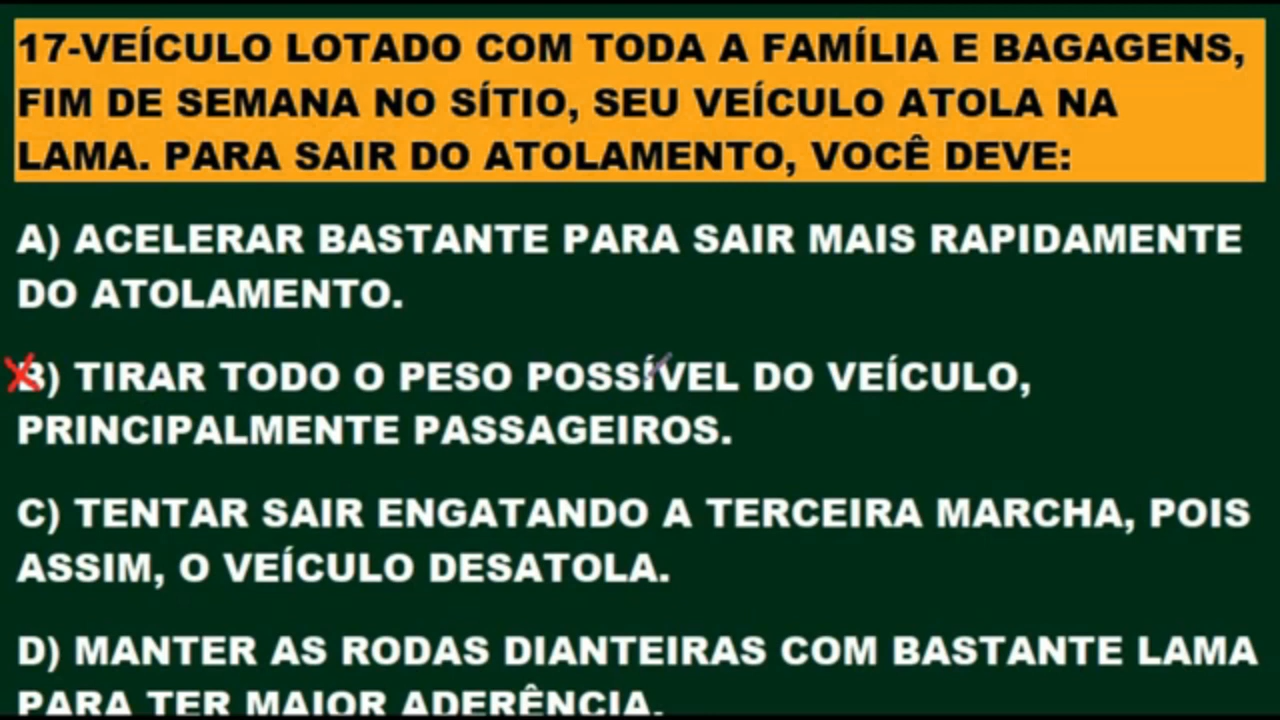 17-VEÍCULO LOTADO COM TODA A FAMÍLIA E BAGAGENS,
FIM DE SEMANA NO SÍTIO, SEU VEÍCULO ATOLA NA
LAMA. PARA SAIR DO ATOLAMENTO, VOCÊ DEVE:
A) ACELERAR BASTANTE PARA SAIR MAIS RAPIDAMENTE
DO ATOLAMENTO.
B) TIRAR TODO O PESO POSSÍVEL DO VEÍCULO,
PRINCIPALMENTE PASSAGEIROS.
C) TENTAR SAIR ENGATANDO A TERCEIRA MARCHA, POIS
ASSIM, O VEÍCULO DESATOLA.
D) MANTER AS RODAS DIANTEIRAS COM BASTANTE LAMA
PARA TER MAIOR ADERÊNCIA.